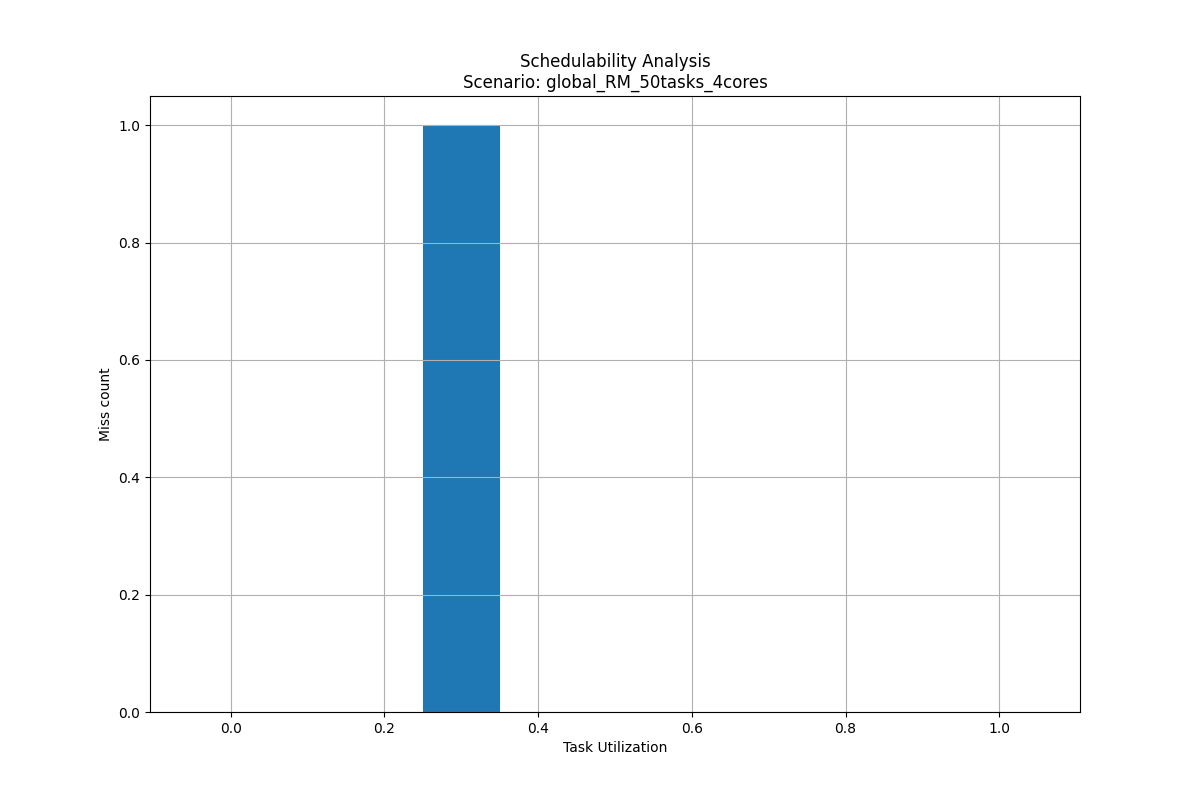 Schedulability Analysis
Scenario: global_RM_50tasks_4cores
1.0
0.8
0.6
0.4
0.2
0.0
Miss count
0.0 0.2 0.4 0.6 0.8 1.0
Task Utilization